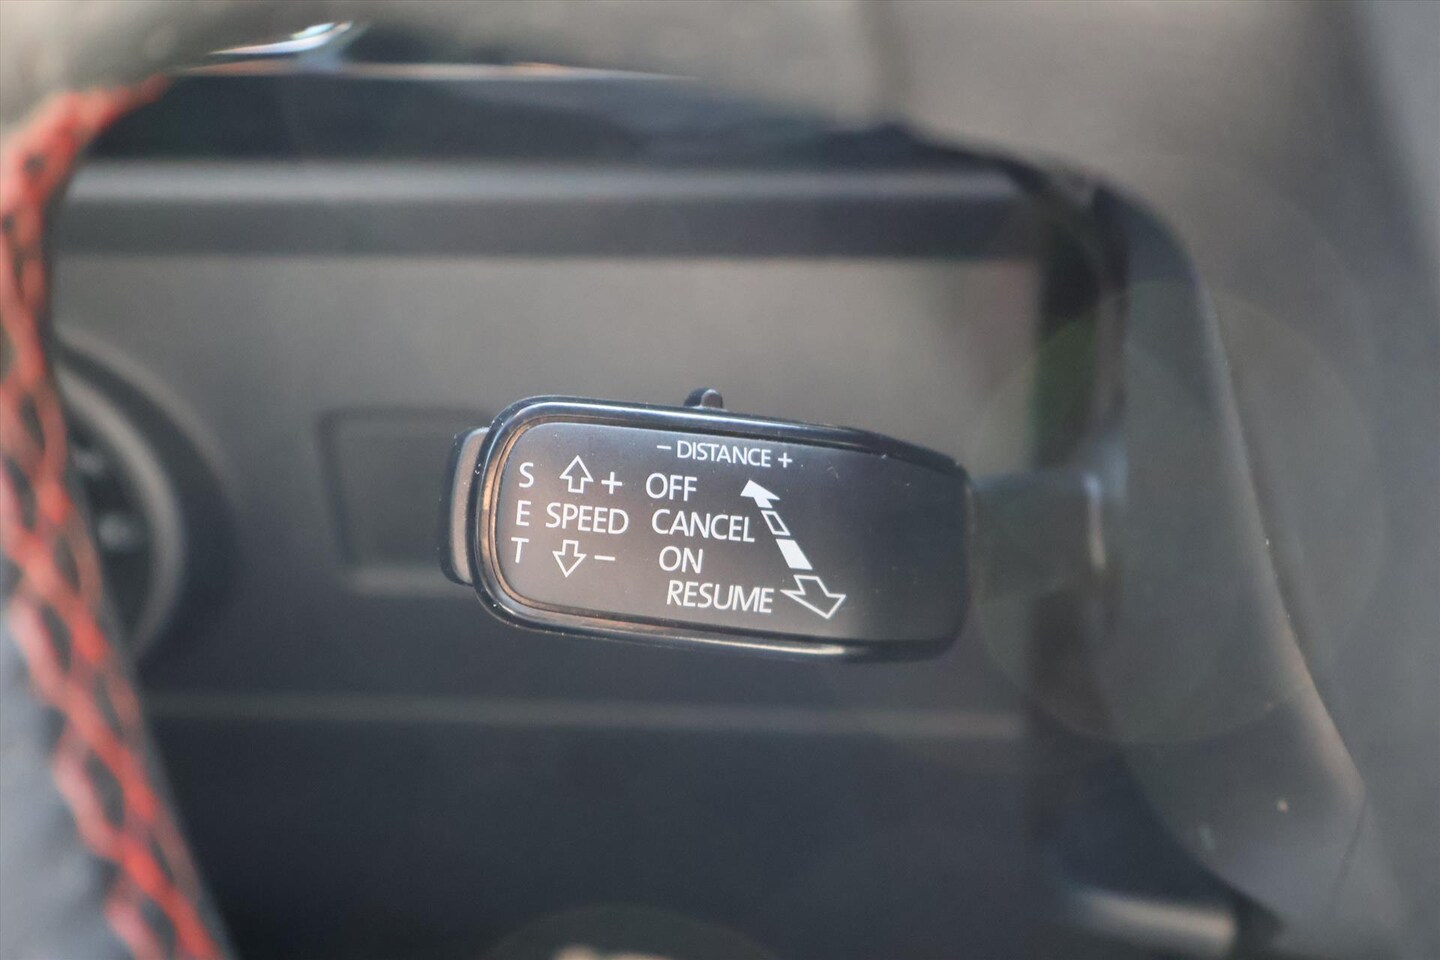 − DISTANCE +
S + OFF
E SPEED CANCEL
T − ON
RESUME